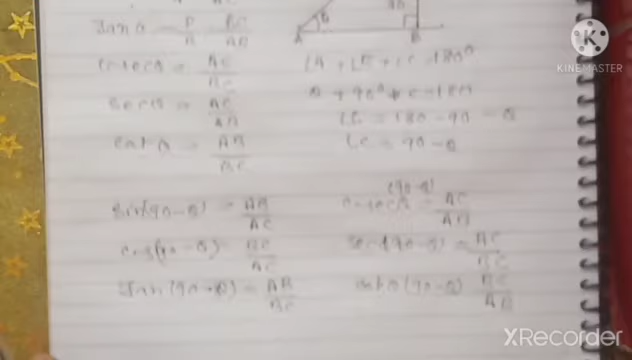 tan θ = P/B = BC/AB
θ
90
A B
cosec θ = AC/BC
∠A + ∠B + ∠C = 180°
sec θ = AC/AB
θ + 90° + C = 180
∠C = 180 - 90 - θ
cot θ = AB/BC
∠C = 90 - θ
sin(90-θ) = AB/AC
cosec (90-θ) = AC/AB
cos(90-θ) = BC/AC
sec(90-θ) = AC/BC
tan(90-θ) = AB/BC
cot θ (90-θ) BC/AB
KINEMASTER
XRecorder